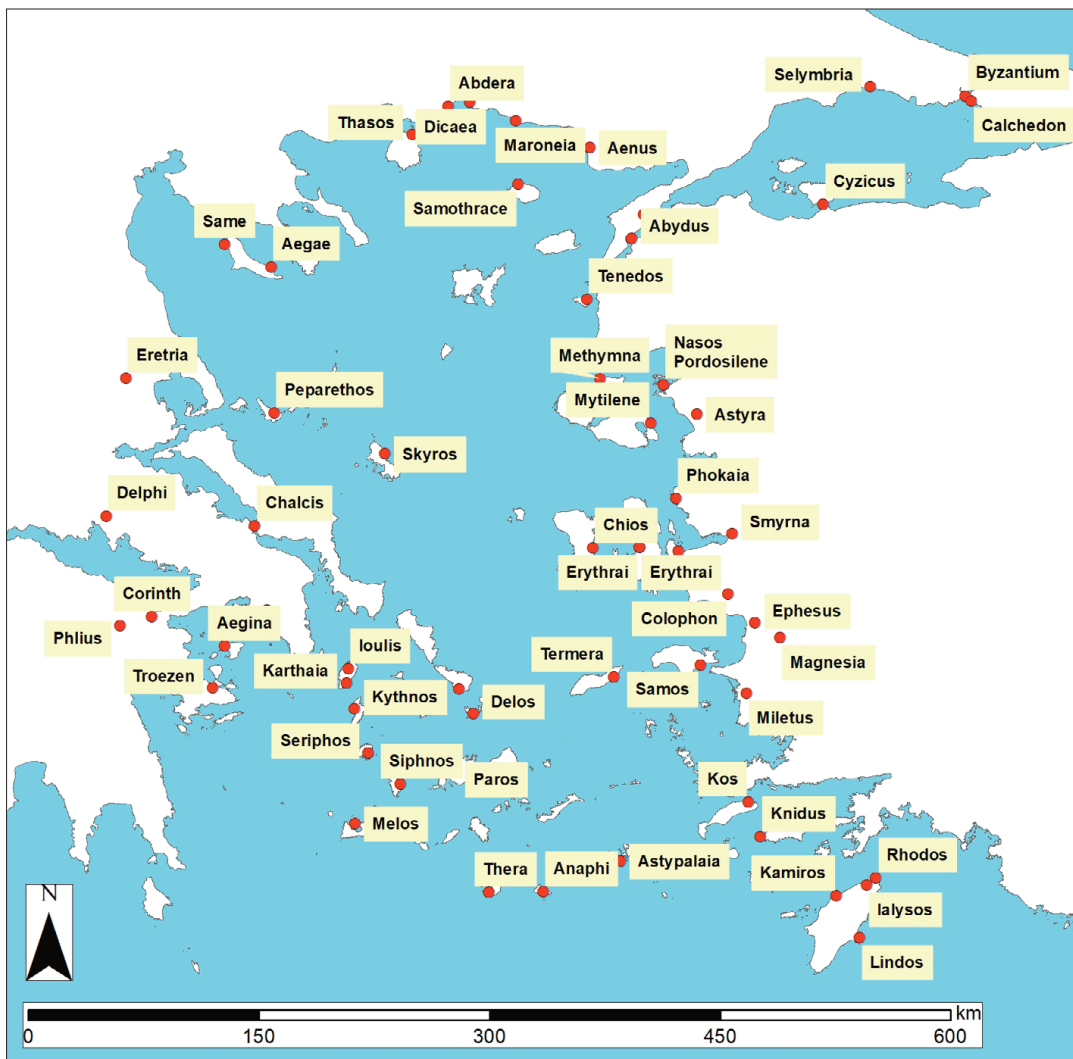 Abdera
Selymbria
Byzantium
Thasos
Dicaea
Calchedon
Maroneia
Aenus
Cyzicus
Samothrace
Same
Aegae
Abydus
Tenedos
Eretria
Methymna
Nasos
Pordosilene
Peparethos
Mytilene
Astyra
Skyros
Phokaia
Delphi
Chalcis
Chios
Smyrna
Erythrai
Erythrai
Corinth
Colophon
Ephesus
Phlius
Aegina
Ioulis
Termera
Magnesia
Troezen
Karthaia
Kythnos
Samos
Delos
Miletus
Seriphos
Siphnos
Paros
Kos
Knidus
Melos
Thera
Anaphi
Astypalaia
Kamiros
Rhodos
Ialysos
Lindos
N
km
0 150 300 450 600